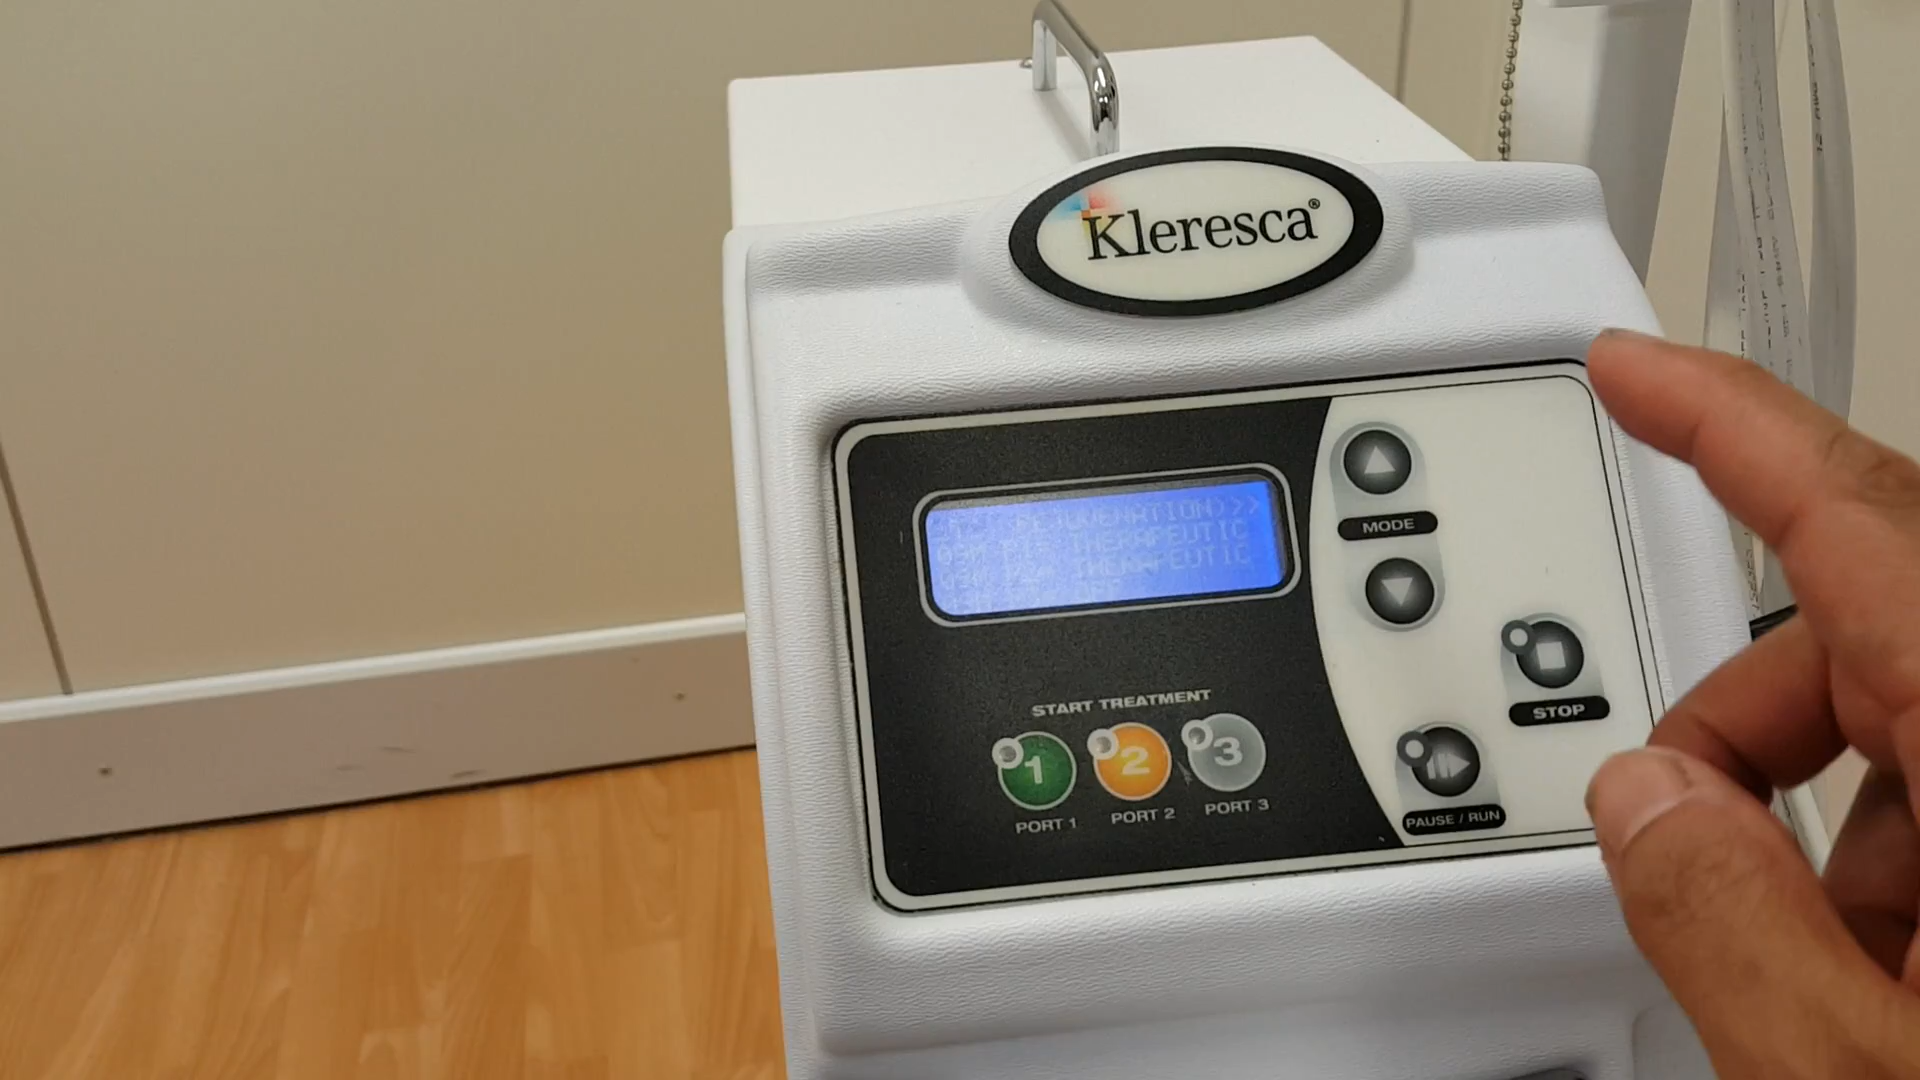 Kleresca®
REJUVENATION)>>
THERAPEUTIC
THERAPEUTIC
MODE
START TREATMENT
1
2
3
PORT 1
PORT 2
PORT 3
STOP
PAUSE / RUN